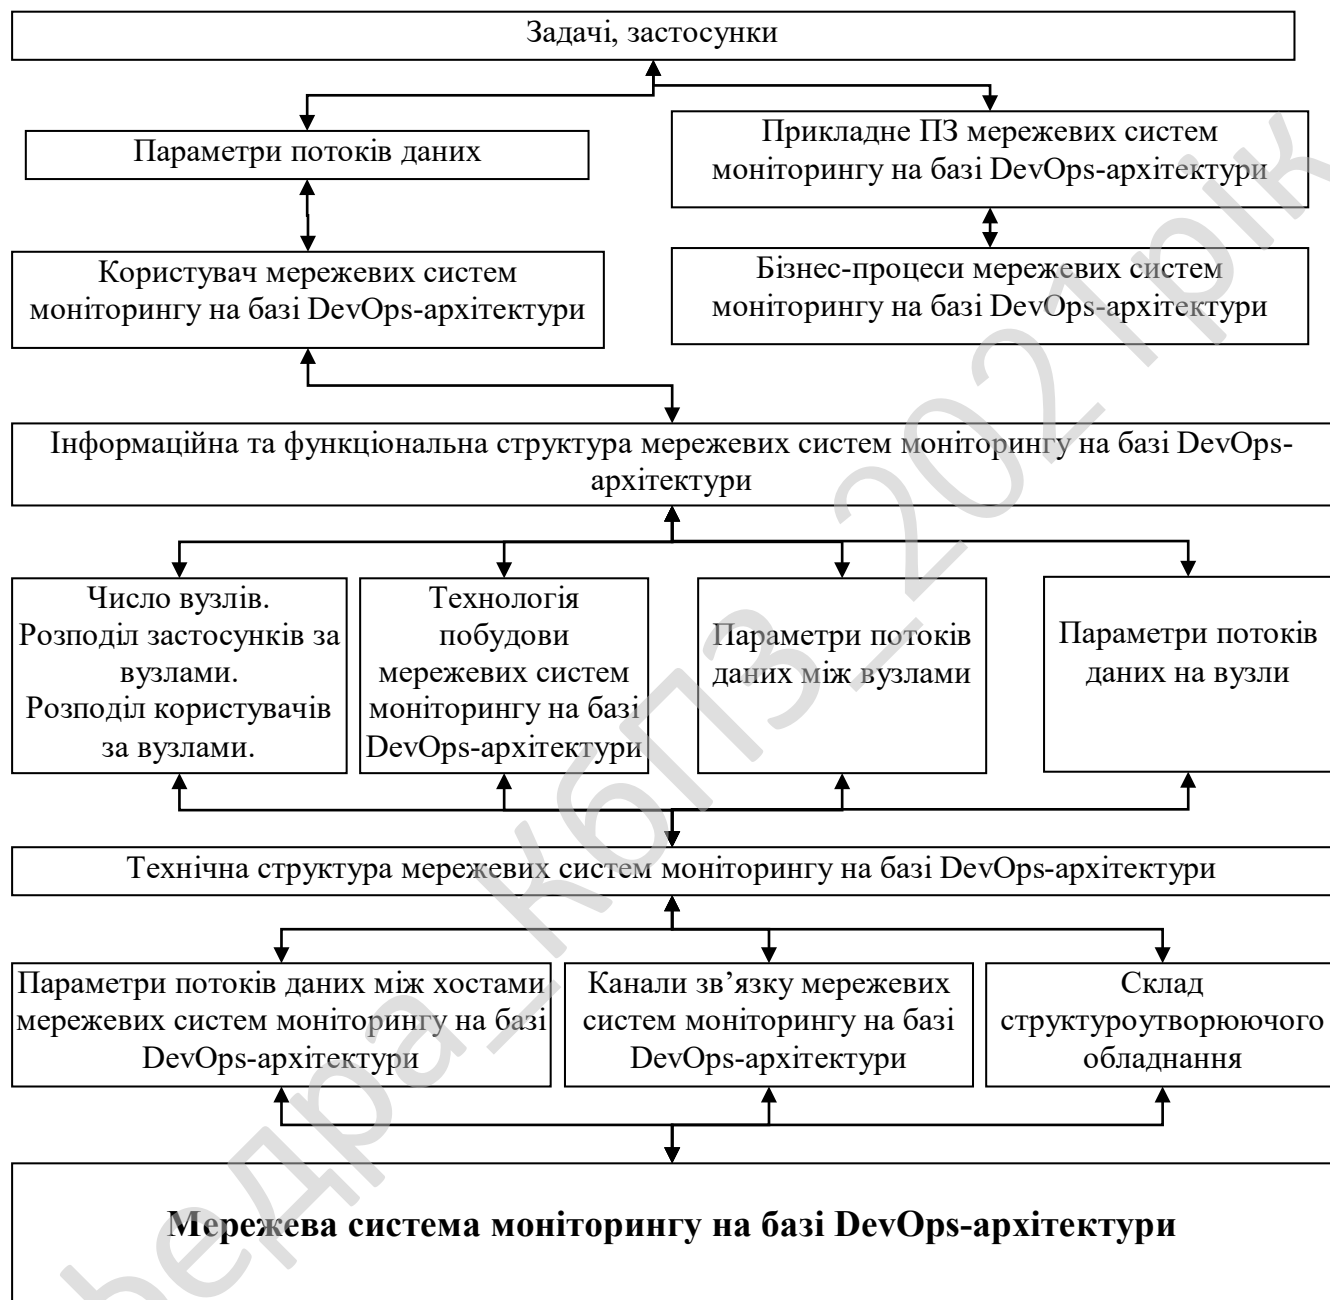 Задачі, застосунки
Параметри потоків даних
Прикладне ПЗ мережевих систем
моніторингу на базі DevOps-архітектури
Користувач мережевих систем
моніторингу на базі DevOps-архітектури
Бізнес-процеси мережевих систем
моніторингу на базі DevOps-архітектури
Інформаційна та функціональна структура мережевих систем моніторингу на базі DevOps-
архітектури
Число вузлів.
Розподіл застосунків за
вузлами.
Розподіл користувачів
за вузлами.
Технологія
побудови
мережевих систем
моніторингу на базі
DevOps-архітектури
Параметри потоків
даних між вузлами
Параметри потоків
даних на вузли
Технічна структура мережевих систем моніторингу на базі DevOps-архітектури
Параметри потоків даних між хостами
мережевих систем моніторингу на базі
DevOps-архітектури
Канали зв’язку мережевих
систем моніторингу на базі
DevOps-архітектури
Склад
структуроутворюючого
обладнання
Мережева система моніторингу на базі DevOps-архітектури
федра_КбПЗ_2021рік